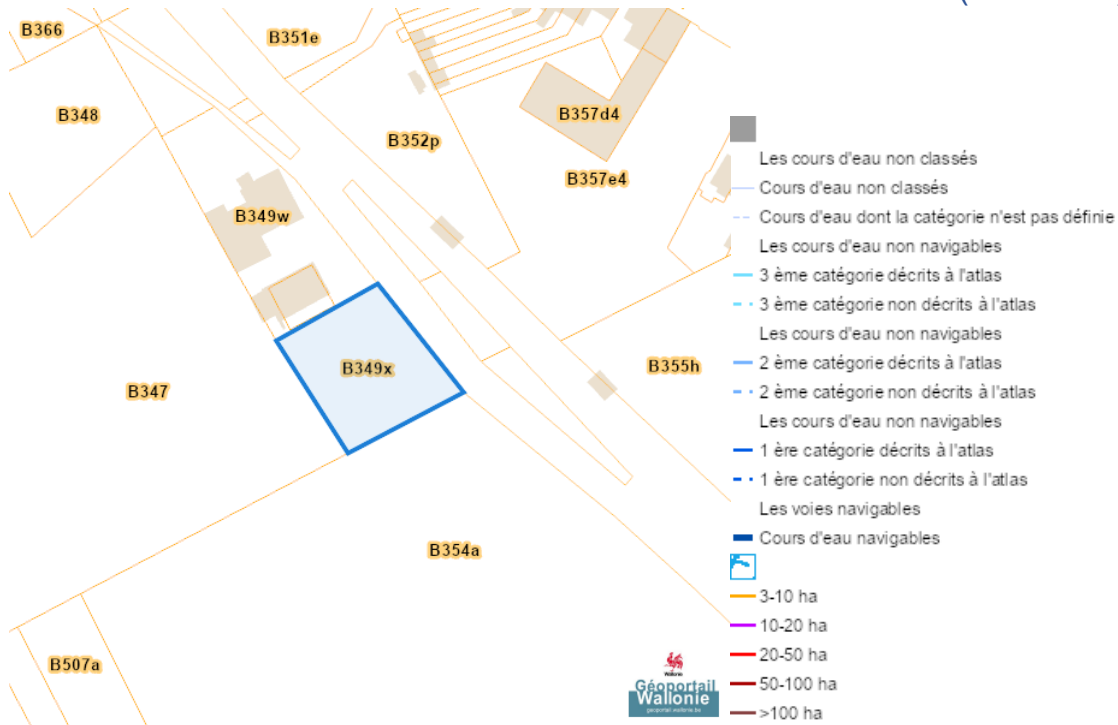 B366
B351e
B348
B352p
B357d4
B357e4
B349w
B349x
B347
B355h
B354a
B507a
Wallonie
Géoportail
Wallonie
geoportail.wallonie.be
Les cours d'eau non classés
Cours d'eau non classés
Cours d'eau dont la catégorie n'est pas définie
Les cours d'eau non navigables
3 ème catégorie décrits à l'atlas
3 ème catégorie non décrits à l'atlas
Les cours d'eau non navigables
2 ème catégorie décrits à l'atlas
2 ème catégorie non décrits à l'atlas
Les cours d'eau non navigables
1 ère catégorie décrits à l'atlas
1 ère catégorie non décrits à l'atlas
Les voies navigables
Cours d'eau navigables
3-10 ha
10-20 ha
20-50 ha
50-100 ha
>100 ha